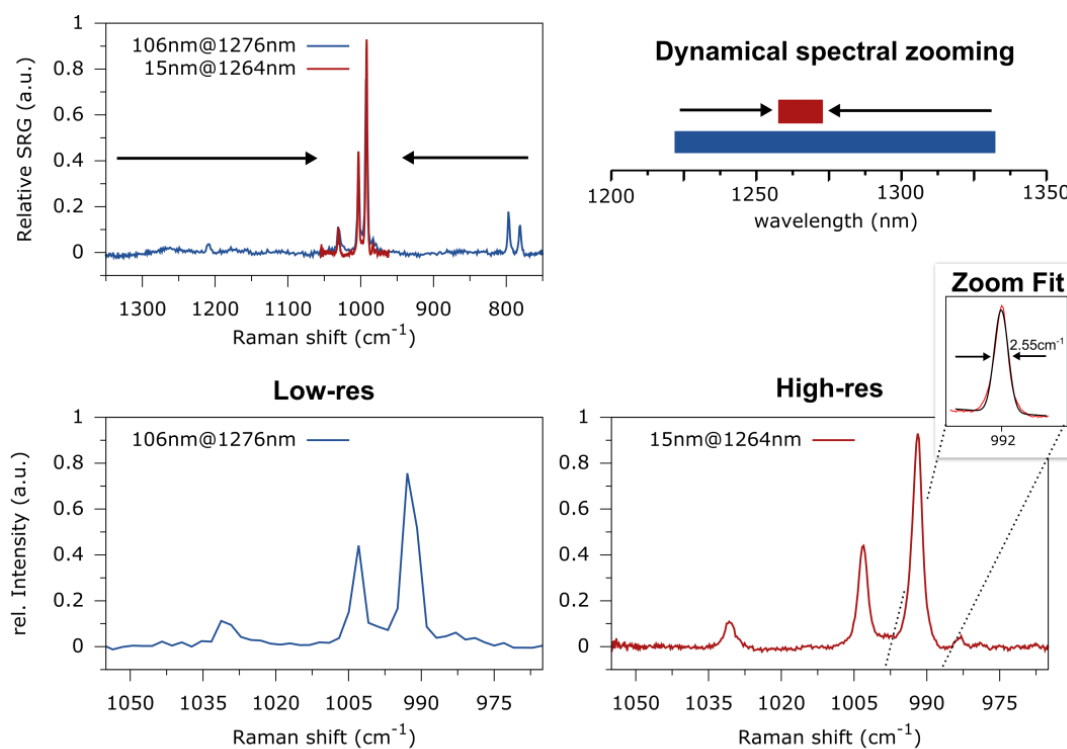 1
0.8
0.6
0.4
0.2
0
Relative SRG (a.u.)
106nm@1276nm
15nm@1264nm
1300 1200 1100 1000 900 800
Raman shift (cm-1)
Dynamical spectral zooming
1200 1250 1300 1350
wavelength (nm)
Zoom Fit
2.55cm-1
992
Low-res
1
0.8
0.6
0.4
0.2
0
rel. Intensity (a.u.)
106nm@1276nm
1050 1035 1020 1005 990 975
Raman shift (cm-1)
High-res
1
0.8
0.6
0.4
0.2
0
15nm@1264nm
1050 1035 1020 1005 990 975
Raman shift (cm-1)